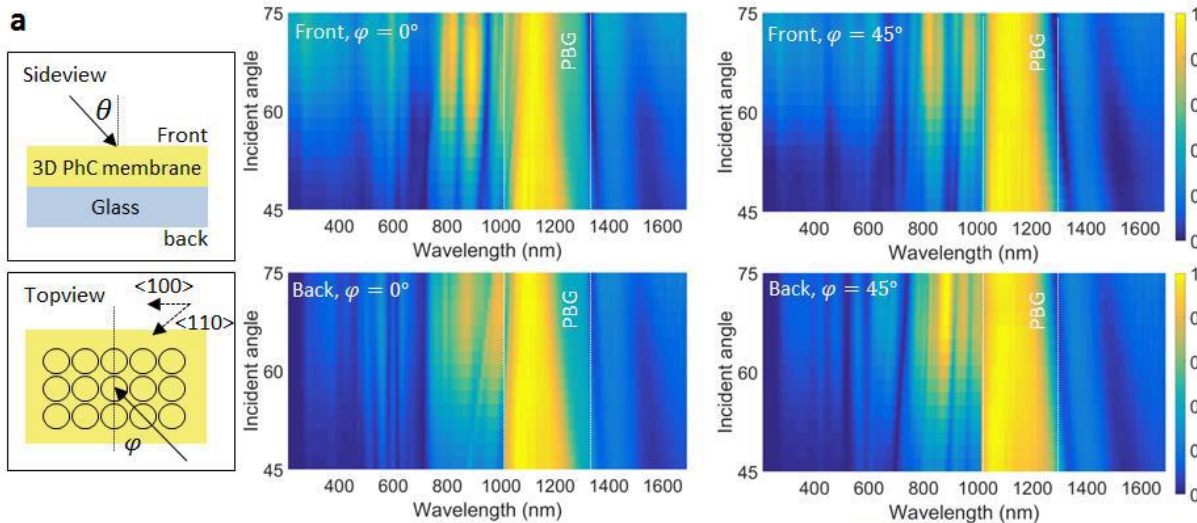 a
Sideview
θ
Front
3D PhC membrane
Glass
back
Topview
<100>
<110>
φ
Front, φ = 0°
PBG
Incident angle
75
60
45
400 600 800 1000 1200 1400 1600
Wavelength (nm)
Front, φ = 45°
PBG
Incident angle
75
60
45
400 600 800 1000 1200 1400 1600
Wavelength (nm)
1
0
0
0
0
0
Back, φ = 0°
PBG
Incident angle
75
60
45
400 600 800 1000 1200 1400 1600
Wavelength (nm)
Back, φ = 45°
PBG
Incident angle
75
60
45
400 600 800 1000 1200 1400 1600
Wavelength (nm)
1
0
0
0
0
0